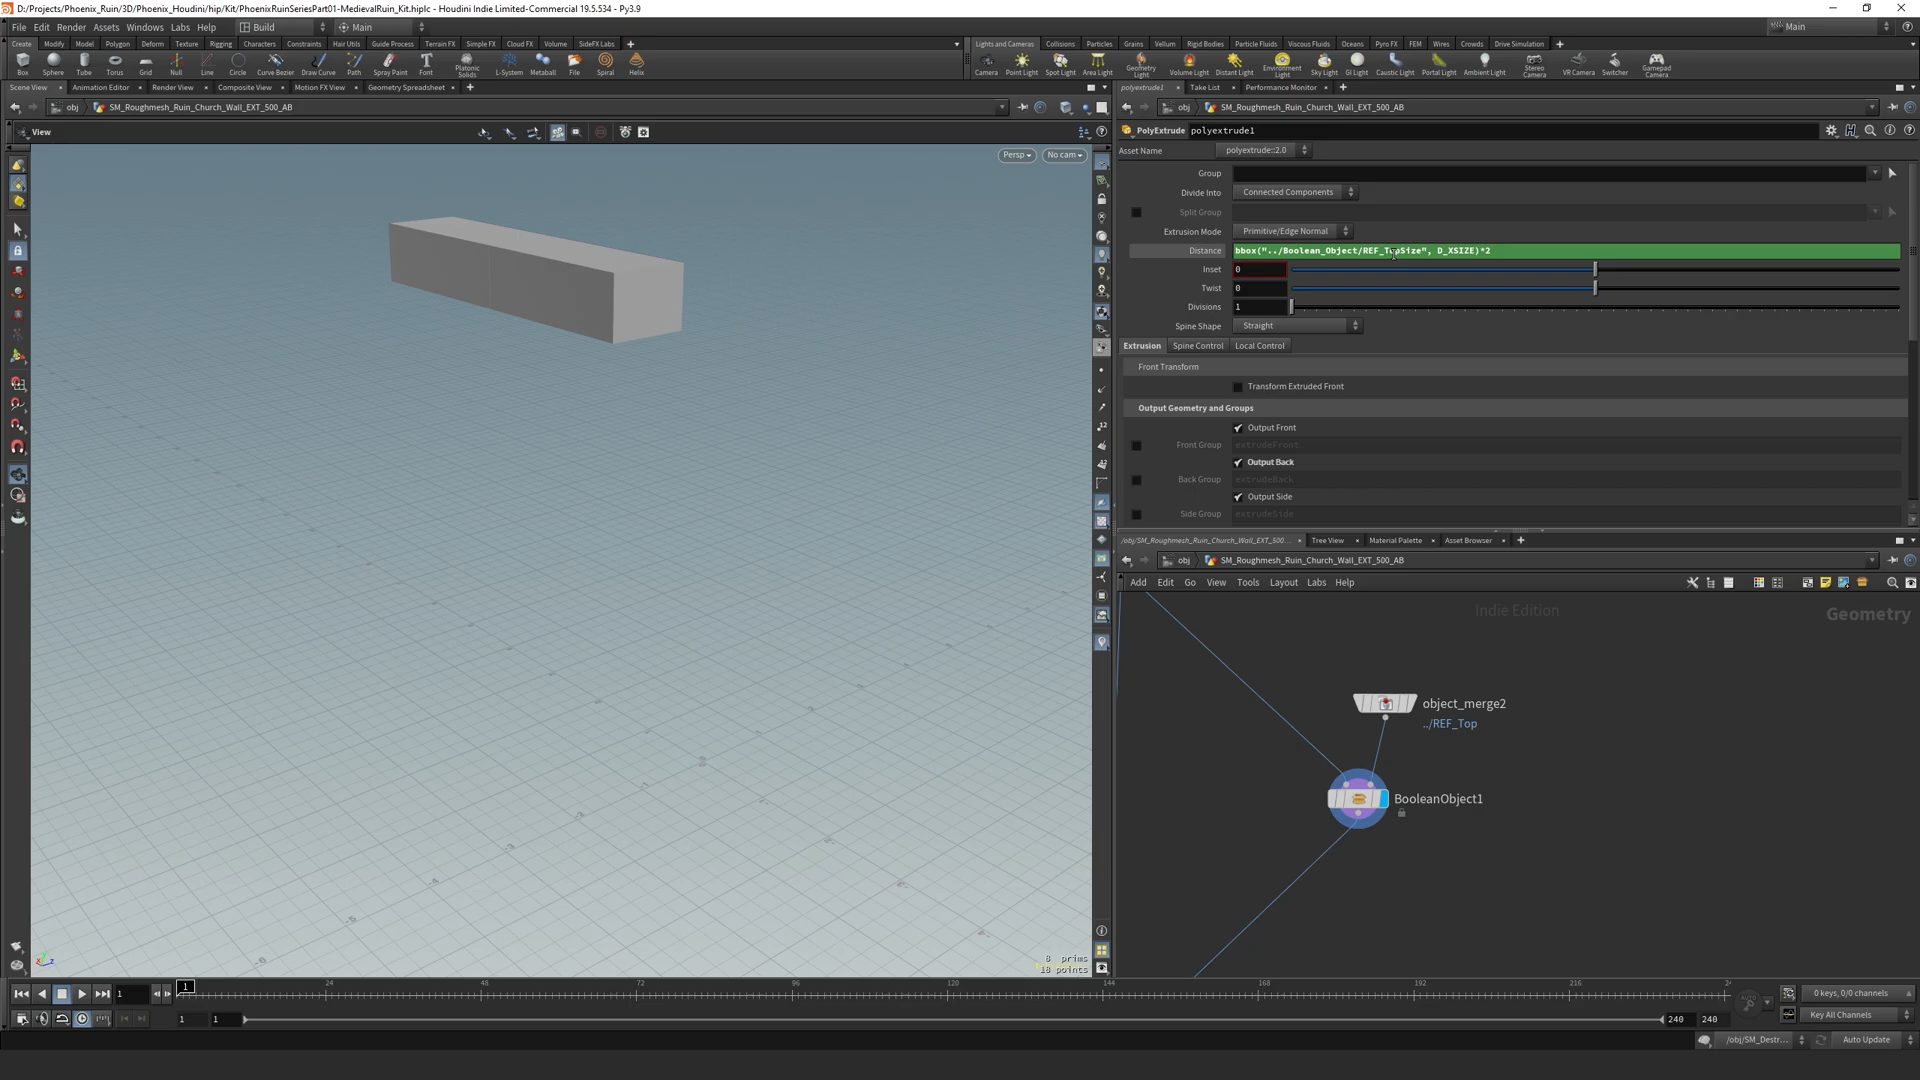 D:/Projects/Phoenix_Ruin/3D/Phoenix_Houdini/hip/Kit/PhoenixRuinSeriesPart01-MedievalRuin_Kit.hiplc - Houdini Indie Limited-Commercial 19.5.534 - Py3.9
File Edit Render Assets Windows Labs Help Build Main Main
Create Modify Model Polygon Deform Texture Rigging Characters Constraints Hair Utils Guide Process Terrain FX Simple FX Cloud FX Volume SideFX Labs
Lights and Cameras Collisions Particles Grains Vellum Rigid Bodies Particle Fluids Viscous Fluids Oceans Pyro FX FEM Wires Crowds Drive Simulation
Box Sphere Tube Torus Grid Null Line Circle Curve Bezier Draw Curve Path Spray Paint Font Platonic Solids L-System Metaball File Spiral Helix
Camera Point Light Spot Light Area Light Geometry Light Volume Light Distant Light Environment Light Sky Light GI Light Caustic Light Portal Light Ambient Light Stereo Camera VR Camera Switcher Gamepad Camera
Scene View Animation Editor Render View Composite View Motion FX View Geometry Spreadsheet
obj SM_Roughmesh_Ruin_Church_Wall_EXT_500_AB
View
Persp No cam
8 prims
18 points
polyextrude1 Take List Performance Monitor
obj SM_Roughmesh_Ruin_Church_Wall_EXT_500_AB
PolyExtrude polyextrude1
Asset Name polyextrude::2.0
Group
Divide Into Connected Components
Split Group
Extrusion Mode Primitive/Edge Normal
Distance bbox("../Boolean_Object/REF_TopSize", D_XSIZE)*2
Inset 0
Twist 0
Divisions 1
Spine Shape Straight
Extrusion Spine Control Local Control
Front Transform
Transform Extruded Front
Output Geometry and Groups
Output Front
Front Group extrudeFront
Output Back
Back Group extrudeBack
Output Side
Side Group extrudeSide
/obj/SM_Roughmesh_Ruin_Church_Wall_EXT_500... Tree View Material Palette Asset Browser
obj SM_Roughmesh_Ruin_Church_Wall_EXT_500_AB
Add Edit Go View Tools Layout Labs Help
Indie Edition
Geometry
object_merge2
../REF_Top
BooleanObject1
1 1 24 48 72 96 120 144 168 192 216
0 keys, 0/0 channels
1 1 240 240
Key All Channels
/obj/SM_Destr... Auto Update